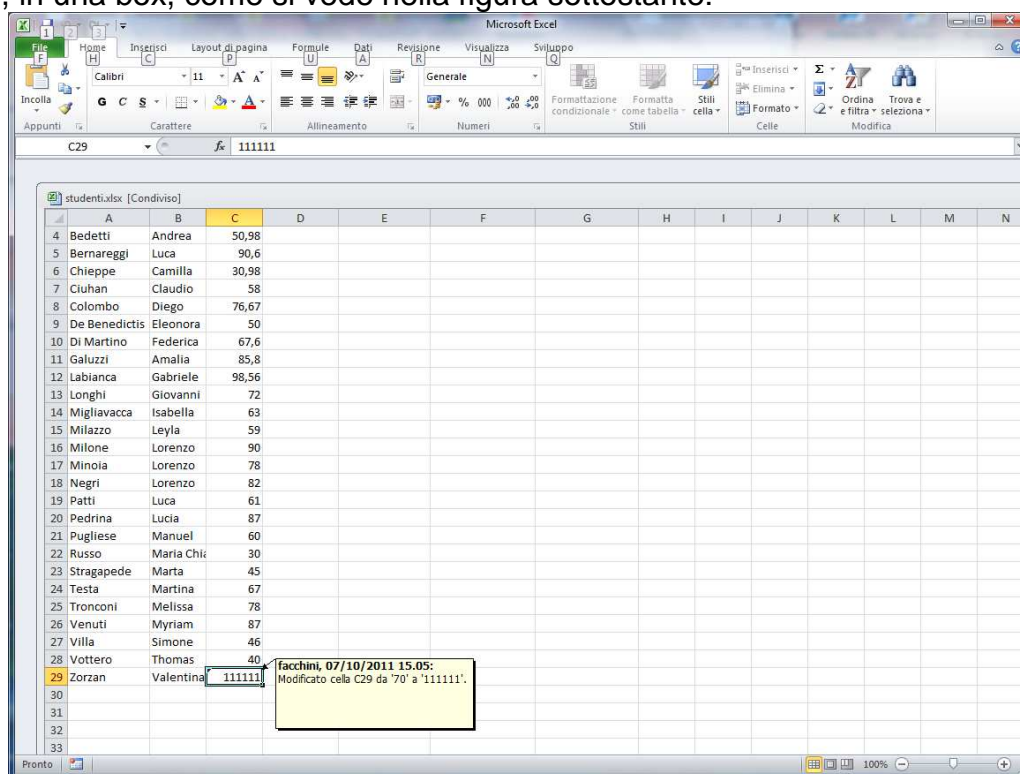 , in una box, come si vede nella figura sottostante.
Microsoft Excel
1 2 3
File Home Inserisci Layout di pagina Formule Dati Revisione Visualizza Sviluppo
F H C P U A R N Q
Incolla
Calibri 11 A A
G C S A
Generale
% 000
Formattazione condizionale
Formatta come tabella
Stili cella
Inserisci
Elimina
Formato
Σ
Ordina e filtra
Trova e seleziona
Appunti Carattere Allineamento Numeri Stili Celle Modifica
C29 fx 111111
studenti.xlsx [Condiviso]
A B C D E F G H I J K L M N
4 Bedetti Andrea 50,98
5 Bernareggi Luca 90,6
6 Chieppe Camilla 30,98
7 Ciuhan Claudio 58
8 Colombo Diego 76,67
9 De Benedictis Eleonora 50
10 Di Martino Federica 67,6
11 Galuzzi Amalia 85,8
12 Labianca Gabriele 98,56
13 Longhi Giovanni 72
14 Migliavacca Isabella 63
15 Milazzo Leyla 59
16 Milone Lorenzo 90
17 Minoia Lorenzo 78
18 Negri Lorenzo 82
19 Patti Luca 61
20 Pedrina Lucia 87
21 Pugliese Manuel 60
22 Russo Maria Chia 30
23 Stragapede Marta 45
24 Testa Martina 67
25 Tronconi Melissa 78
26 Venuti Myriam 87
27 Villa Simone 46
28 Vottero Thomas 40
29 Zorzan Valentina 111111
facchini, 07/10/2011 15.05:
Modificato cella C29 da '70' a '111111'.
30
31
32
33
Pronto 100%